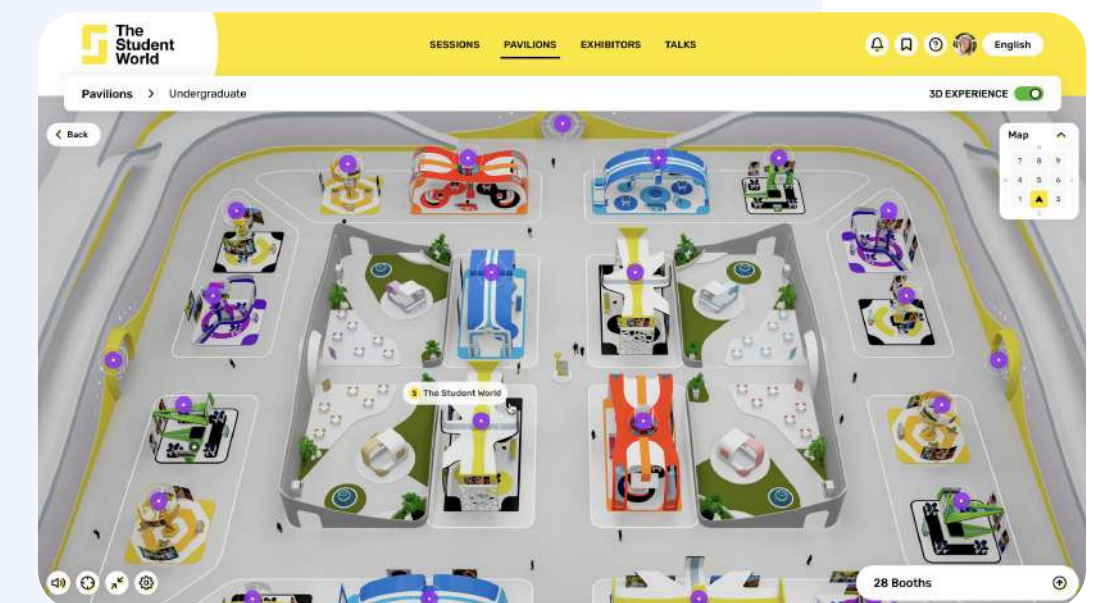 The
Student
World
SESSIONS PAVILIONS EXHIBITORS TALKS
English
Pavilions > Undergraduate
3D EXPERIENCE
Back
Map
7 8 9
4 5 6
1 3
S The Student World
28 Booths